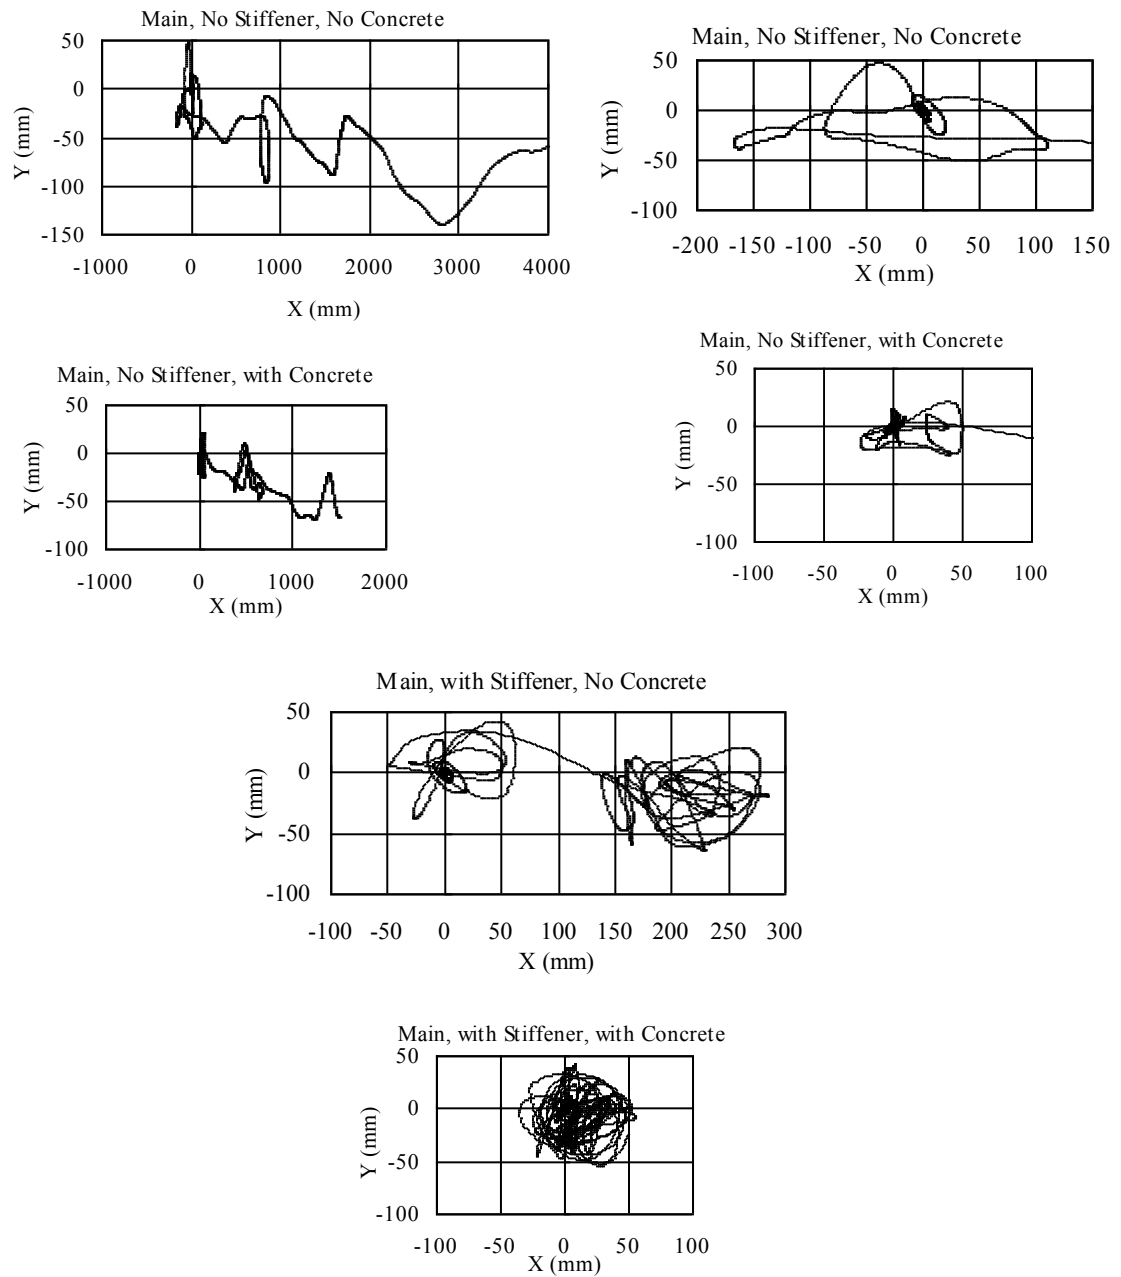 Main, No Stiffener, No Concrete
50
0
-50
-100
-150
Y (mm)
-1000 0 1000 2000 3000 4000
X (mm)
Main, No Stiffener, No Concrete
50
0
-50
-100
Y (mm)
-200 -150 -100 -50 0 50 100 150
X (mm)
Main, No Stiffener, with Concrete
50
0
-50
-100
Y (mm)
-1000 0 1000 2000
X (mm)
Main, No Stiffener, with Concrete
50
0
-50
-100
Y (mm)
-100 -50 0 50 100
X (mm)
Main, with Stiffener, No Concrete
50
0
-50
-100
Y (mm)
-100 -50 0 50 100 150 200 250 300
X (mm)
Main, with Stiffener, with Concrete
50
0
-50
-100
Y (mm)
-100 -50 0 50 100
X (mm)